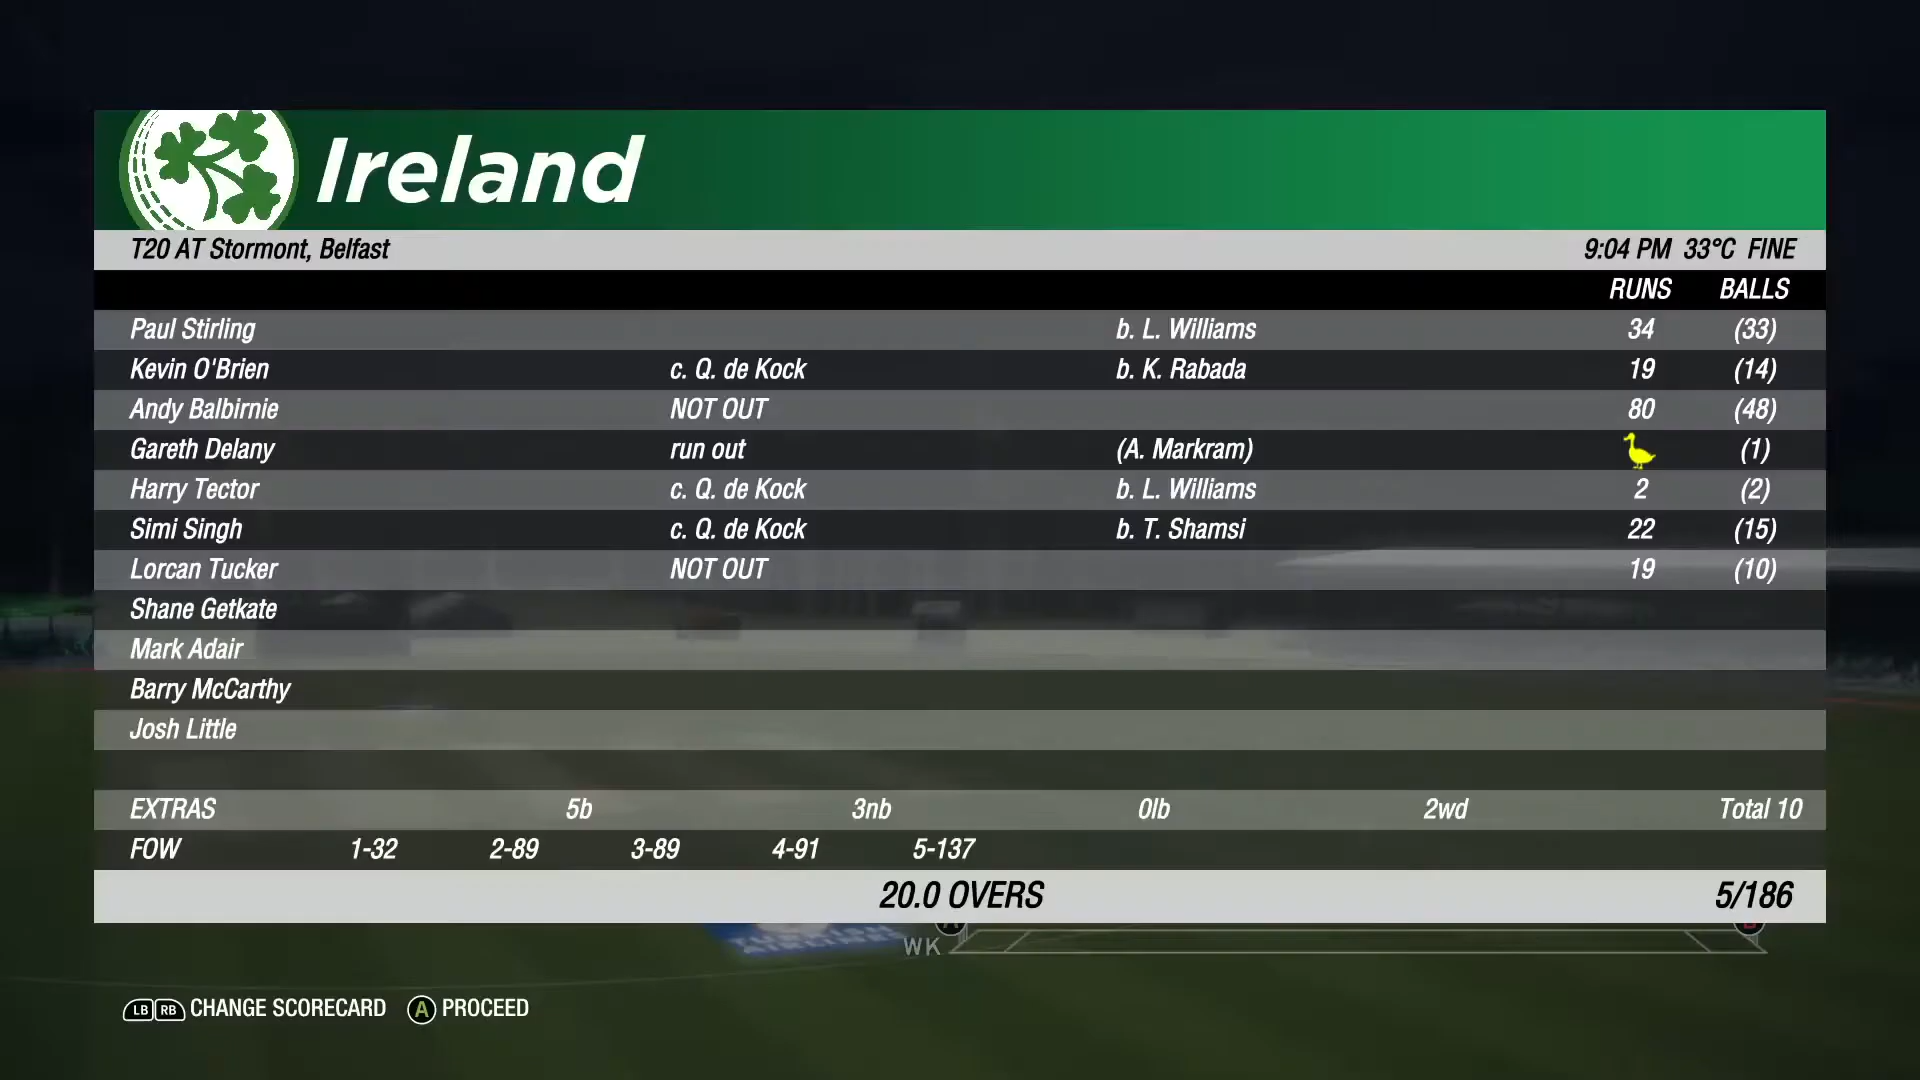 Ireland
T20 AT Stormont, Belfast 9:04 PM 33°C FINE
RUNS BALLS
Paul Stirling b. L. Williams 34 (33)
Kevin O'Brien c. Q. de Kock b. K. Rabada 19 (14)
Andy Balbirnie NOT OUT 80 (48)
Gareth Delany run out (A. Markram) (1)
Harry Tector c. Q. de Kock b. L. Williams 2 (2)
Simi Singh c. Q. de Kock b. T. Shamsi 22 (15)
Lorcan Tucker NOT OUT 19 (10)
Shane Getkate
Mark Adair
Barry McCarthy
Josh Little
EXTRAS 5b 3nb 0lb 2wd Total 10
FOW 1-32 2-89 3-89 4-91 5-137
20.0 OVERS 5/186
WK
LB RB CHANGE SCORECARD A PROCEED